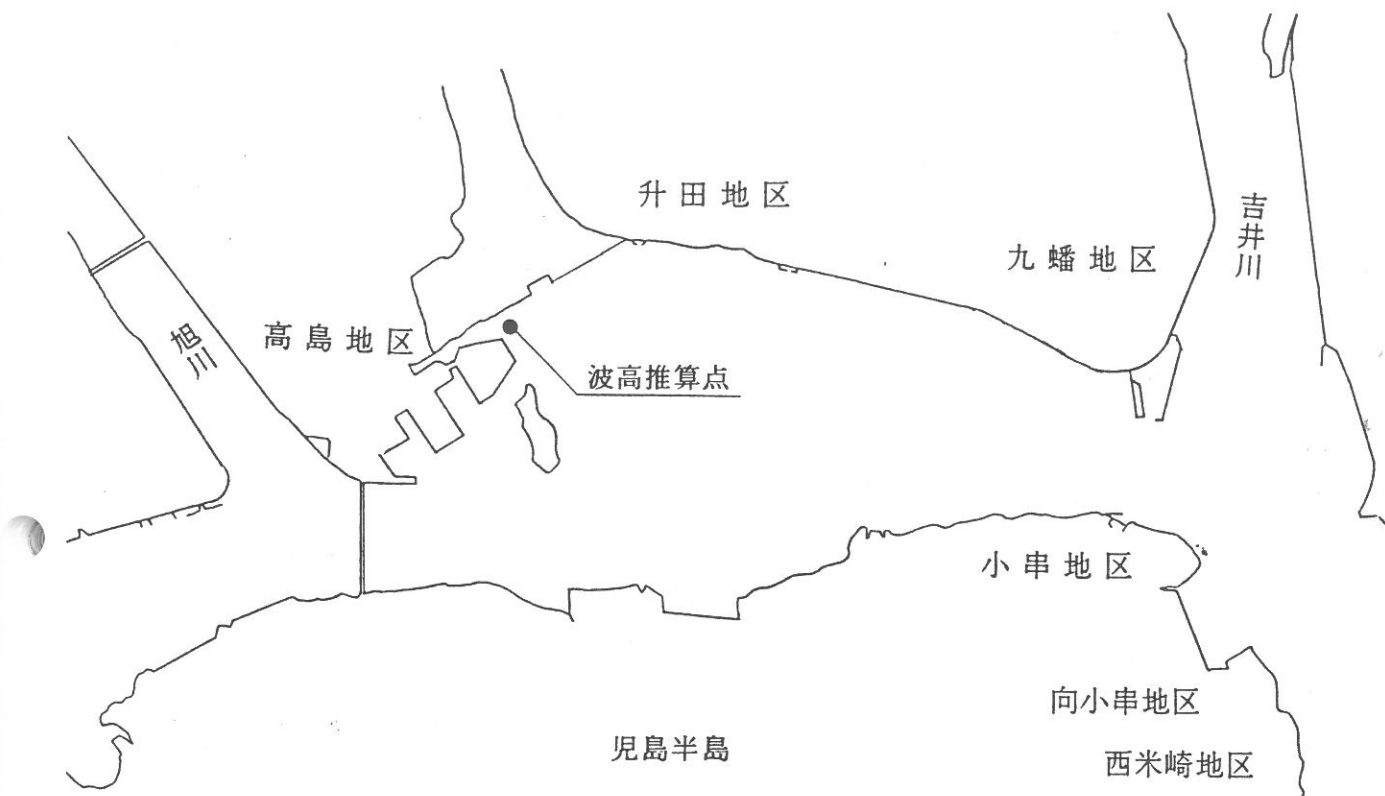 升田地区
吉井川
九蟠地区
高島地区
旭川
波高推算点
小串地区
向小串地区
児島半島
西米崎地区